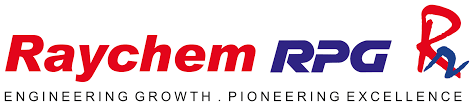 Raychem RPG
ENGINEERING GROWTH . PIONEERING EXCELLENCE